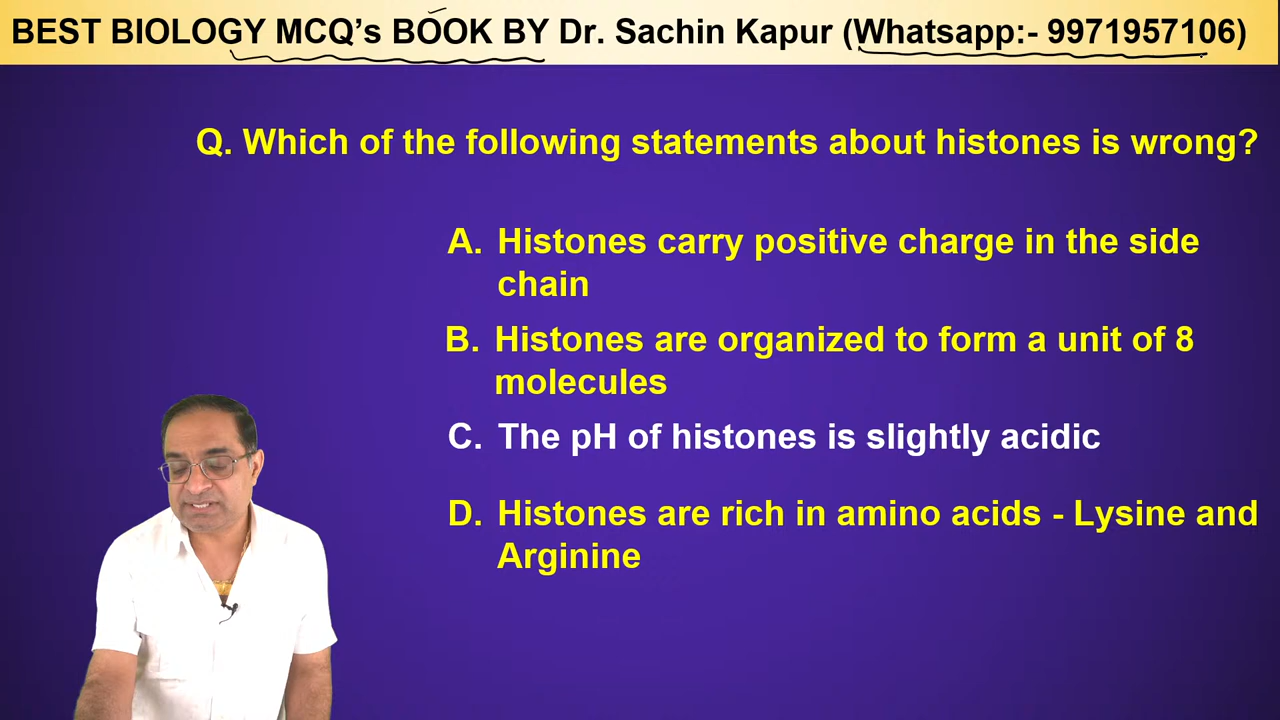 BEST BIOLOGY MCQ’s BOOK BY Dr. Sachin Kapur (Whatsapp:- 9971957106)
Q. Which of the following statements about histones is wrong?
A. Histones carry positive charge in the side
chain
B. Histones are organized to form a unit of 8
molecules
C. The pH of histones is slightly acidic
D. Histones are rich in amino acids - Lysine and
Arginine